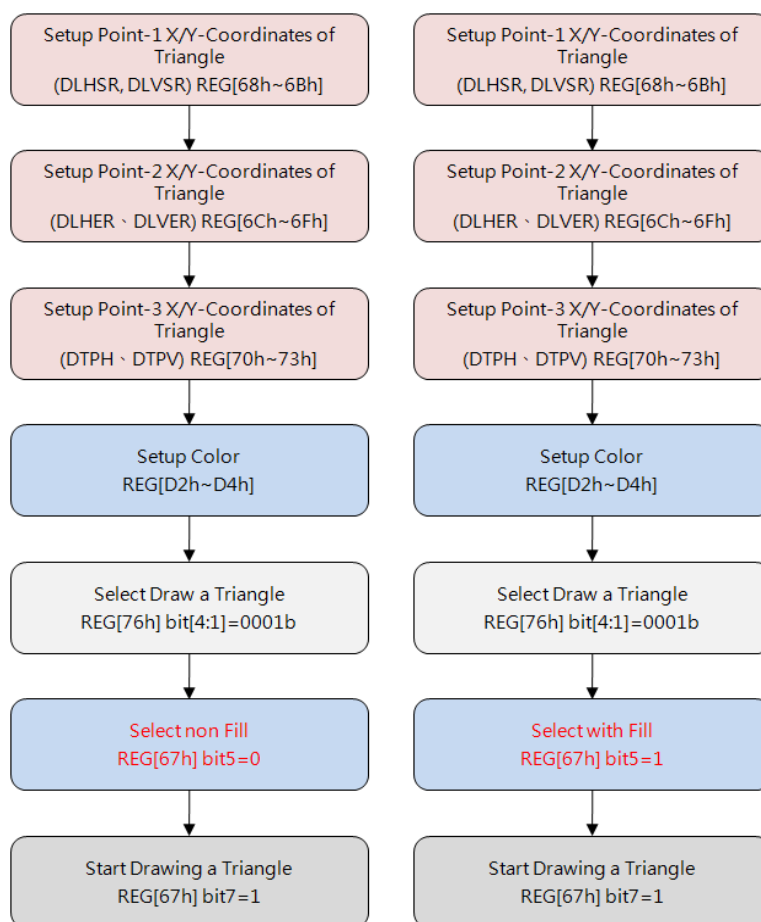 Setup Point-1 X/Y-Coordinates of
Triangle
(DLHSR, DLVSR) REG[68h~6Bh]
Setup Point-2 X/Y-Coordinates of
Triangle
(DLHER、DLVER) REG[6Ch~6Fh]
Setup Point-3 X/Y-Coordinates of
Triangle
(DTPH、DTPV) REG[70h~73h]
Setup Color
REG[D2h~D4h]
Select Draw a Triangle
REG[76h] bit[4:1]=0001b
Select non Fill
REG[67h] bit5=0
Start Drawing a Triangle
REG[67h] bit7=1
Setup Point-1 X/Y-Coordinates of
Triangle
(DLHSR, DLVSR) REG[68h~6Bh]
Setup Point-2 X/Y-Coordinates of
Triangle
(DLHER、DLVER) REG[6Ch~6Fh]
Setup Point-3 X/Y-Coordinates of
Triangle
(DTPH、DTPV) REG[70h~73h]
Setup Color
REG[D2h~D4h]
Select Draw a Triangle
REG[76h] bit[4:1]=0001b
Select with Fill
REG[67h] bit5=1
Start Drawing a Triangle
REG[67h] bit7=1